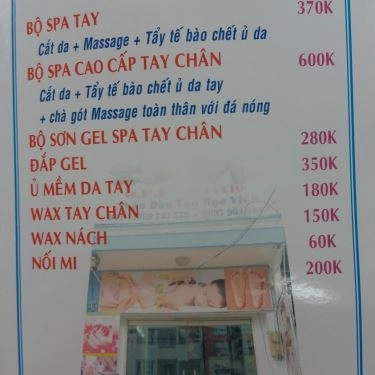 BỘ SPA TAY 370K
Cắt da + Massage + Tẩy tế bào chết ủ da
BỘ SPA CAO CẤP TAY CHÂN 600K
Cắt da + Tẩy tế bào chết ủ da tay
+ chà gót Massage toàn thân với đá nóng
BỘ SƠN GEL SPA TAY CHÂN 280K
ĐẮP GEL 350K
Ủ MỀM DA TAY 180K
WAX TAY CHÂN 150K
WAX NÁCH 60K
NỐI MI 200K